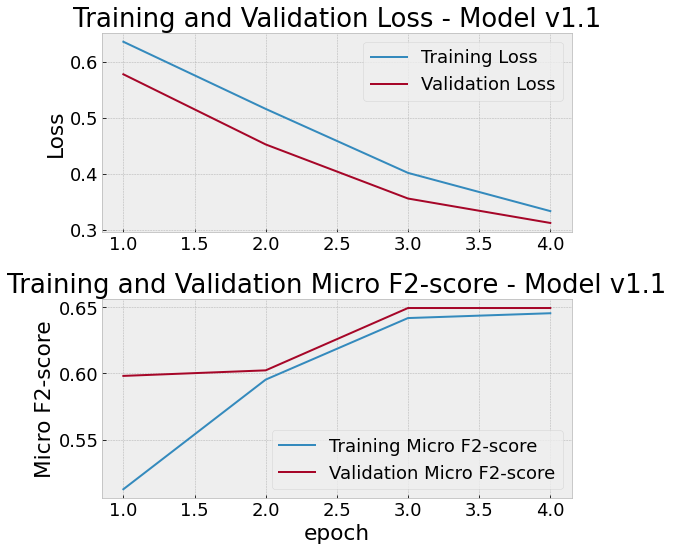 Training and Validation Loss - Model v1.1
Loss
0.6
0.5
0.4
0.3
Training Loss
Validation Loss
1.0 1.5 2.0 2.5 3.0 3.5 4.0
Training and Validation Micro F2-score - Model v1.1
Micro F2-score
0.65
0.60
0.55
Training Micro F2-score
Validation Micro F2-score
1.0 1.5 2.0 2.5 3.0 3.5 4.0
epoch